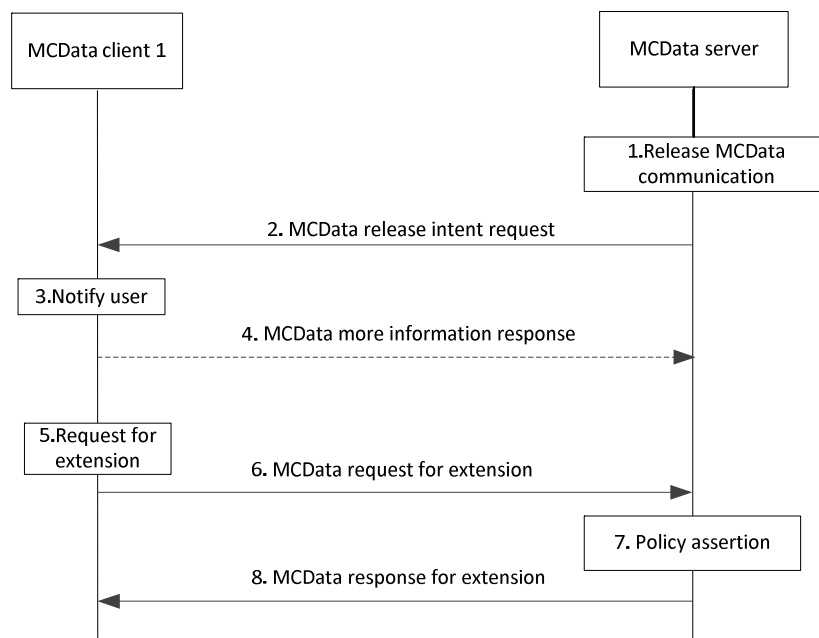 MCData client 1
MCData server
1.Release MCData
communication
2. MCData release intent request
3.Notify user
4. MCData more information response
5.Request for
extension
6. MCData request for extension
7. Policy assertion
8. MCData response for extension